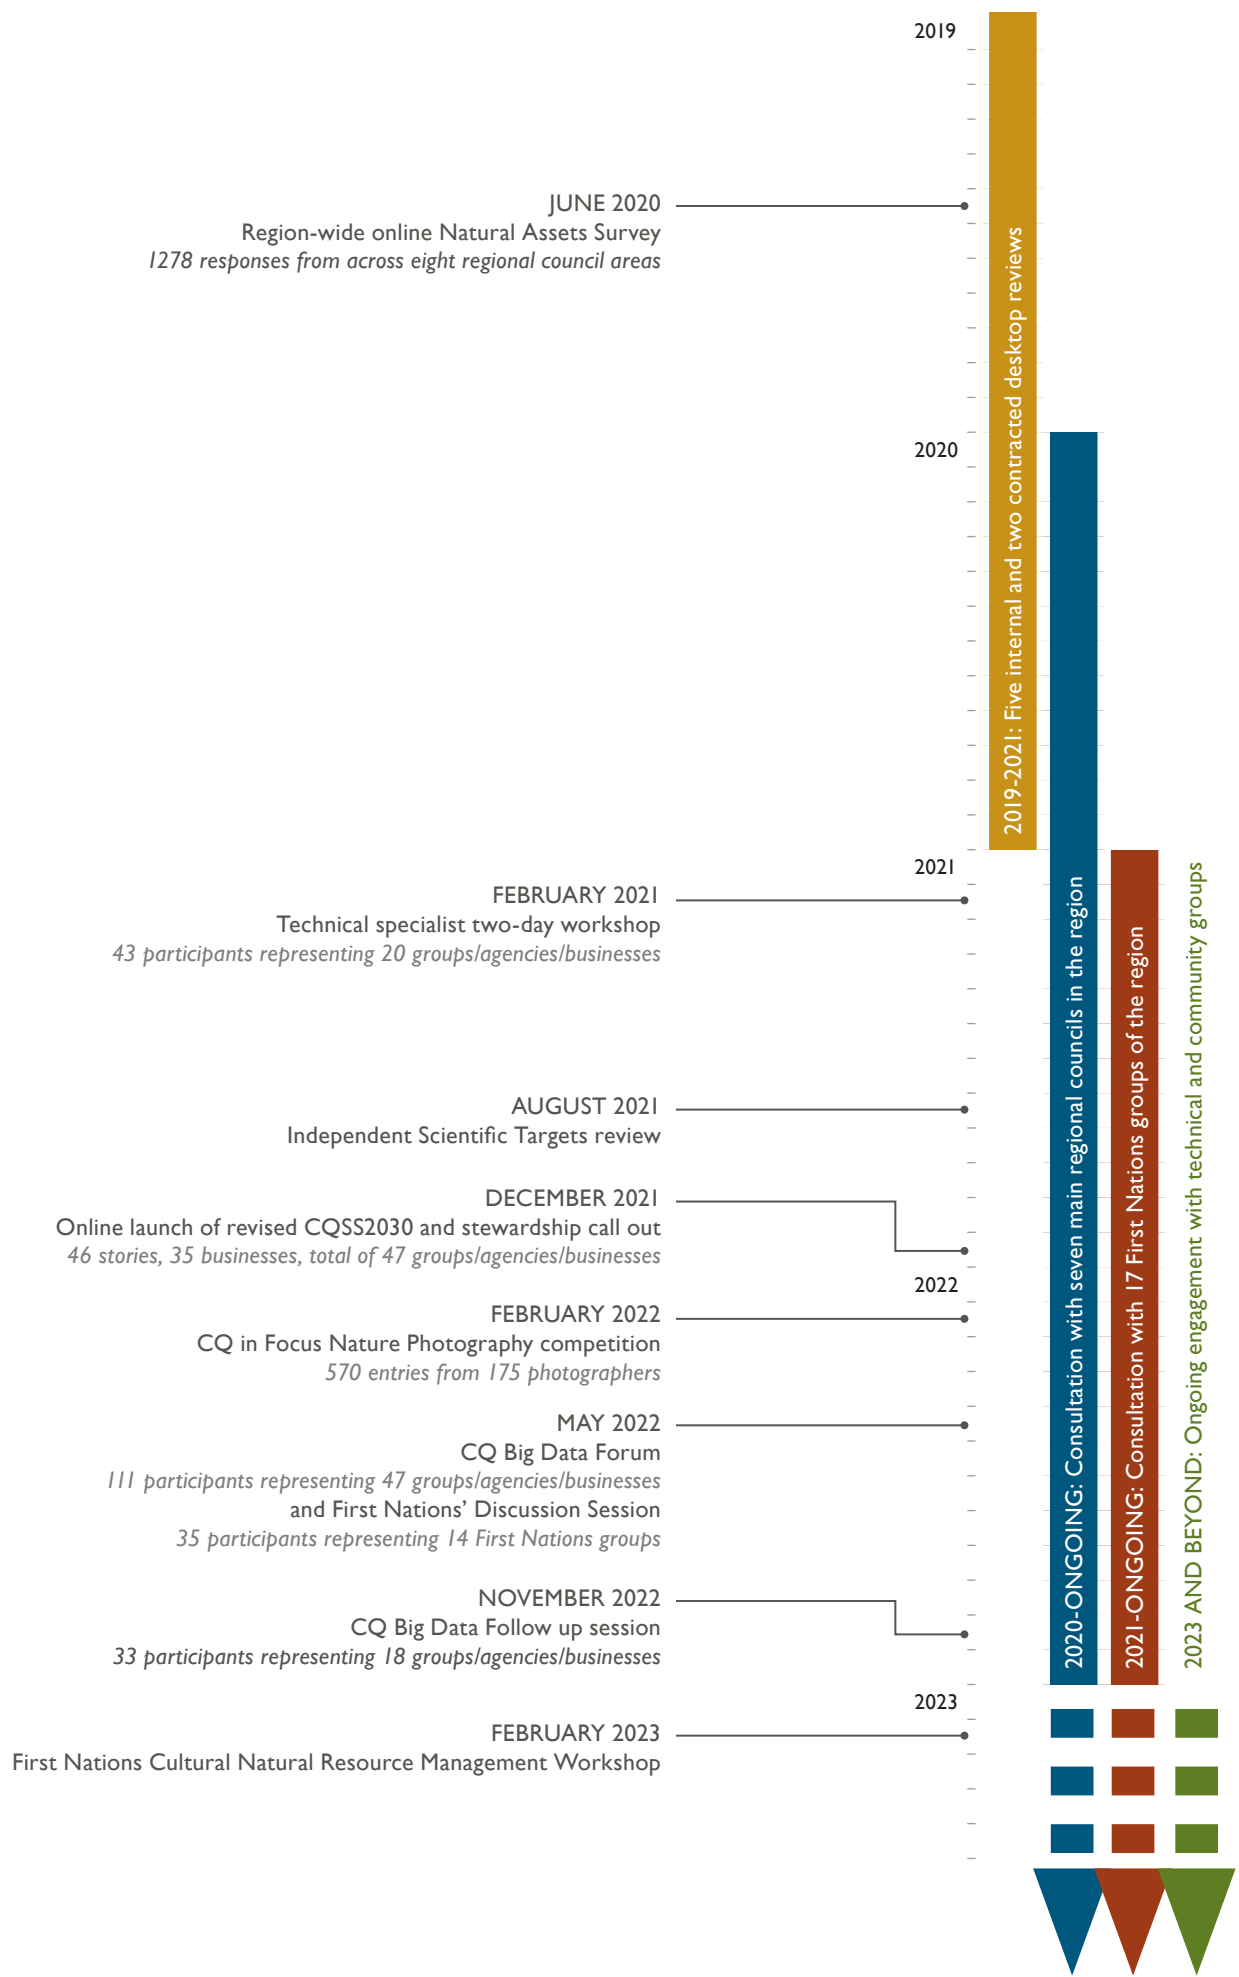 2019
JUNE 2020
Region-wide online Natural Assets Survey
1278 responses from across eight regional council areas
2020
2021
FEBRUARY 2021
Technical specialist two-day workshop
43 participants representing 20 groups/agencies/businesses
AUGUST 2021
Independent Scientific Targets review
DECEMBER 2021
Online launch of revised CQSS2030 and stewardship call out
46 stories, 35 businesses, total of 47 groups/agencies/businesses
2022
FEBRUARY 2022
CQ in Focus Nature Photography competition
570 entries from 175 photographers
MAY 2022
CQ Big Data Forum
111 participants representing 47 groups/agencies/businesses
and First Nations’ Discussion Session
35 participants representing 14 First Nations groups
NOVEMBER 2022
CQ Big Data Follow up session
33 participants representing 18 groups/agencies/businesses
2023
FEBRUARY 2023
First Nations Cultural Natural Resource Management Workshop
2019-2021: Five internal and two contracted desktop reviews
2020-ONGOING: Consultation with seven main regional councils in the region
2021-ONGOING: Consultation with 17 First Nations groups of the region
2023 AND BEYOND: Ongoing engagement with technical and community groups